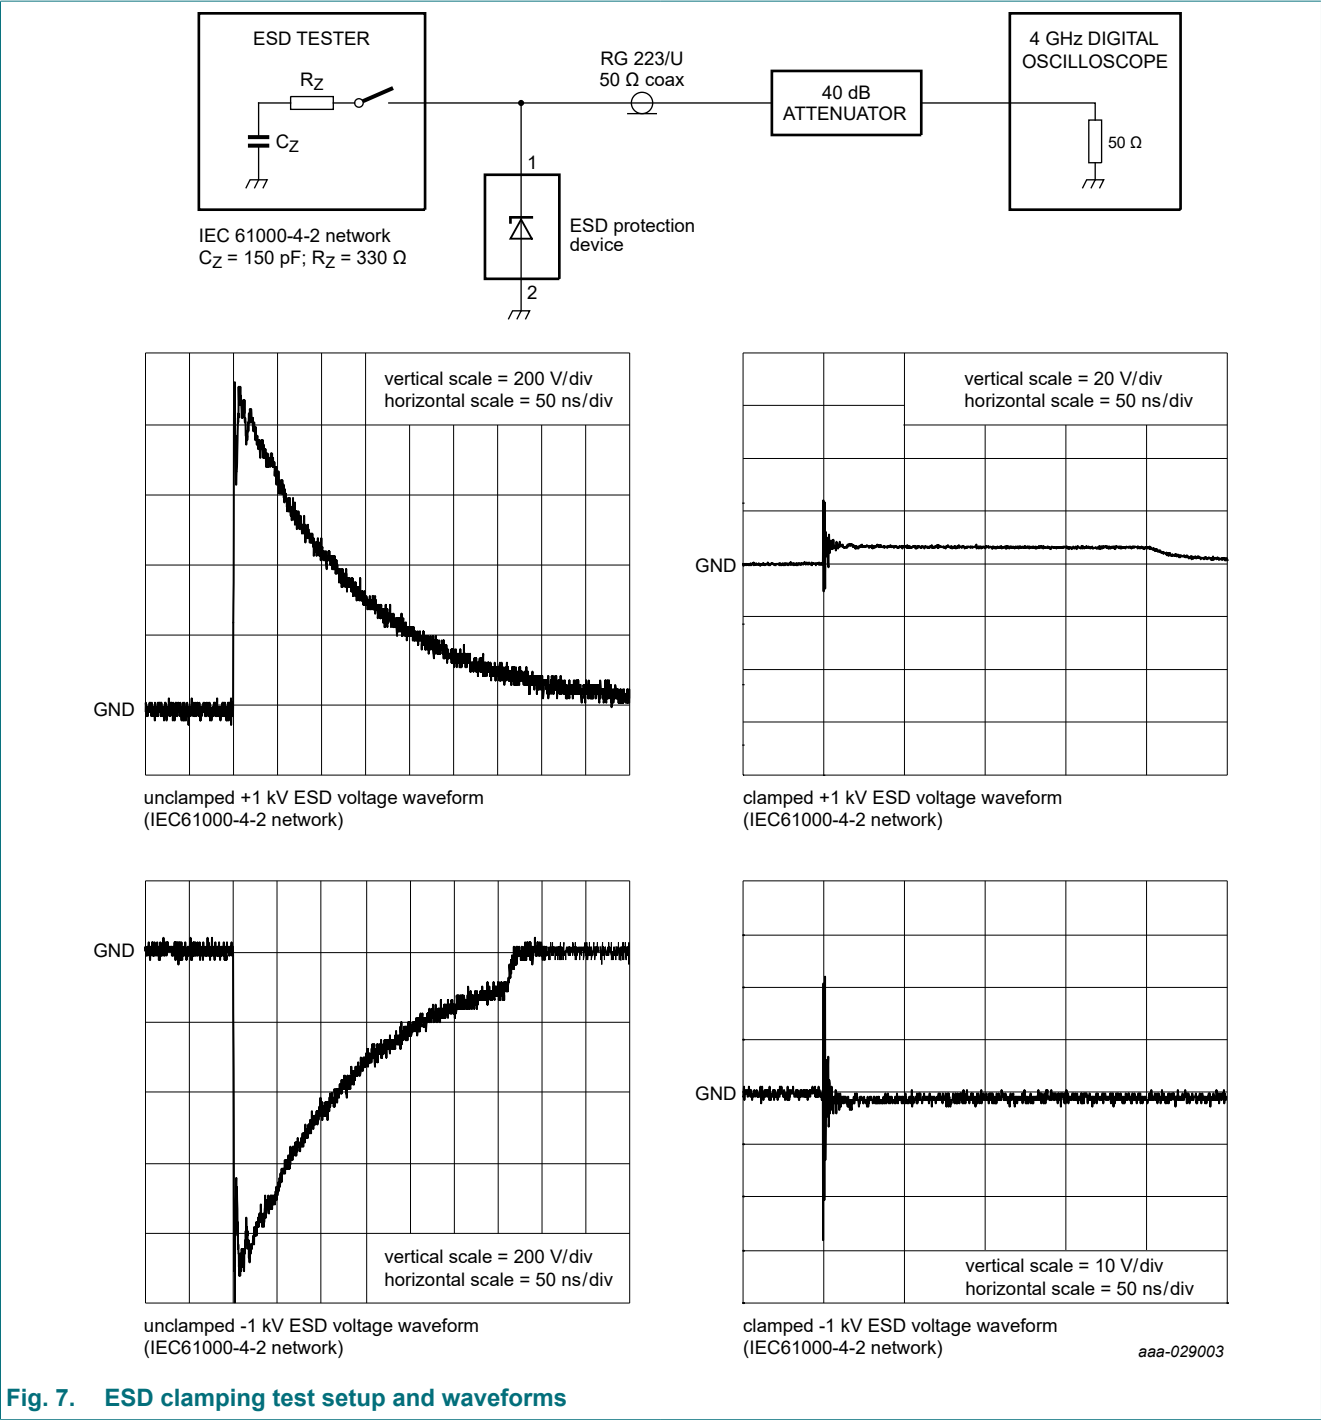 ESD TESTER
RZ
CZ
IEC 61000-4-2 network
CZ = 150 pF; RZ = 330 Ω
RG 223/U
50 Ω coax
1
2
ESD protection
device
40 dB
ATTENUATOR
4 GHz DIGITAL
OSCILLOSCOPE
50 Ω
vertical scale = 200 V/div
horizontal scale = 50 ns/div
GND
unclamped +1 kV ESD voltage waveform
(IEC61000-4-2 network)
vertical scale = 20 V/div
horizontal scale = 50 ns/div
GND
clamped +1 kV ESD voltage waveform
(IEC61000-4-2 network)
GND
vertical scale = 200 V/div
horizontal scale = 50 ns/div
unclamped -1 kV ESD voltage waveform
(IEC61000-4-2 network)
GND
vertical scale = 10 V/div
horizontal scale = 50 ns/div
clamped -1 kV ESD voltage waveform
(IEC61000-4-2 network)
aaa-029003
Fig. 7. ESD clamping test setup and waveforms